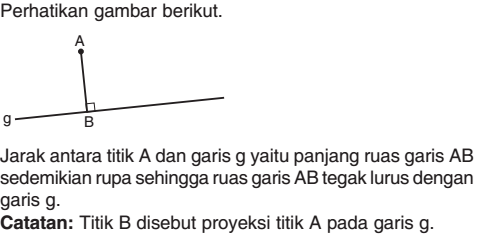 Perhatikan gambar berikut.
A
g
B
Jarak antara titik A dan garis g yaitu panjang ruas garis AB
sedemikian rupa sehingga ruas garis AB tegak lurus dengan
garis g.
Catatan: Titik B disebut proyeksi titik A pada garis g.